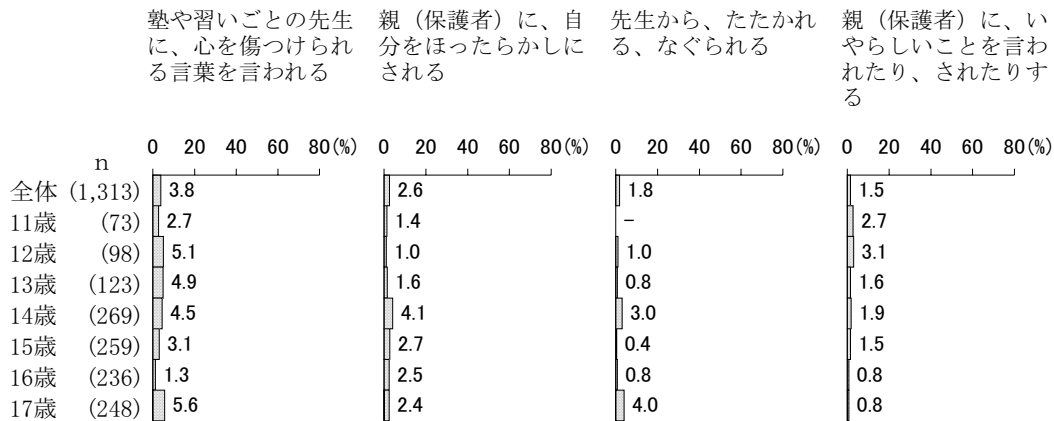 塾や習いごとの先生
に、心を傷つけられ
る言葉を言われる
親（保護者）に、自
分をほったらかしに
される
先生から、たたかれ
る、なぐられる
親（保護者）に、い
やらしいことを言わ
れたり、されたりす
る
n 0 20 40 60 80(%) 0 20 40 60 80(%) 0 20 40 60 80(%) 0 20 40 60 80(%)
全体 (1,313) 3.8 2.6 1.8 1.5
11歳 (73) 2.7 1.4 － 2.7
12歳 (98) 5.1 1.0 1.0 3.1
13歳 (123) 4.9 1.6 0.8 1.6
14歳 (269) 4.5 4.1 3.0 1.9
15歳 (259) 3.1 2.7 0.4 1.5
16歳 (236) 1.3 2.5 0.8 0.8
17歳 (248) 5.6 2.4 4.0 0.8